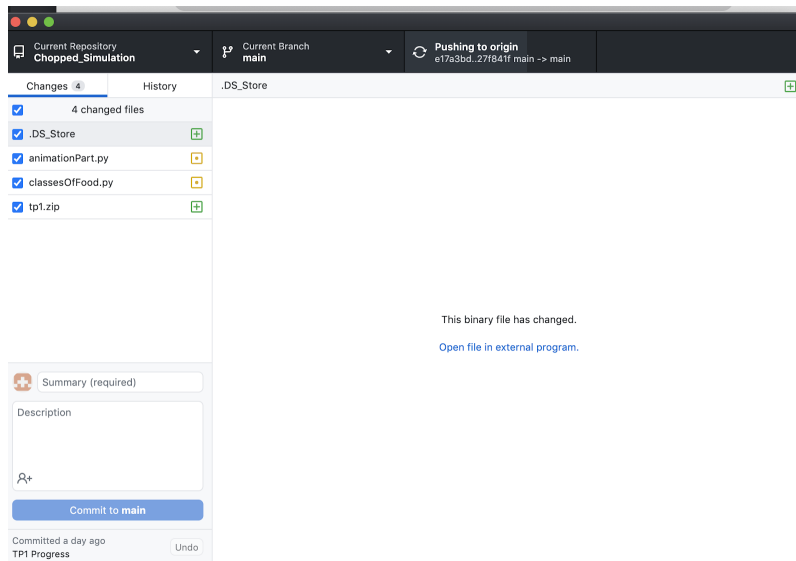 Current Repository
Chopped_Simulation
Current Branch
main
Pushing to origin
e17a3bd..27f841f main -> main
Changes 4
History
.DS_Store
4 changed files
.DS_Store
animationPart.py
classesOfFood.py
tp1.zip
This binary file has changed.
Open file in external program.
Summary (required)
Description
Commit to main
Committed a day ago
TP1 Progress
Undo